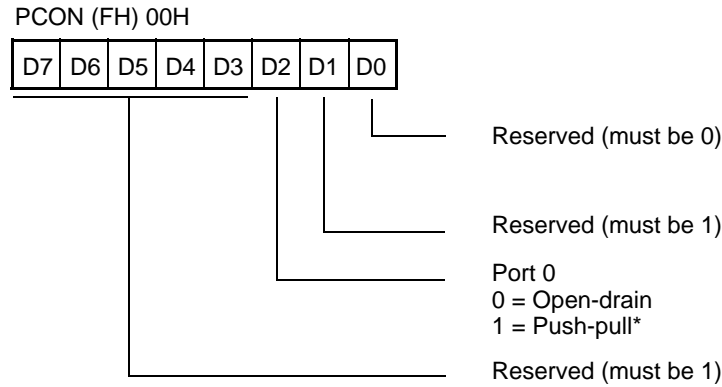 PCON (FH) 00H
D7 D6 D5 D4 D3 D2 D1 D0
Reserved (must be 0)
Reserved (must be 1)
Port 0
0 = Open-drain
1 = Push-pull*
Reserved (must be 1)